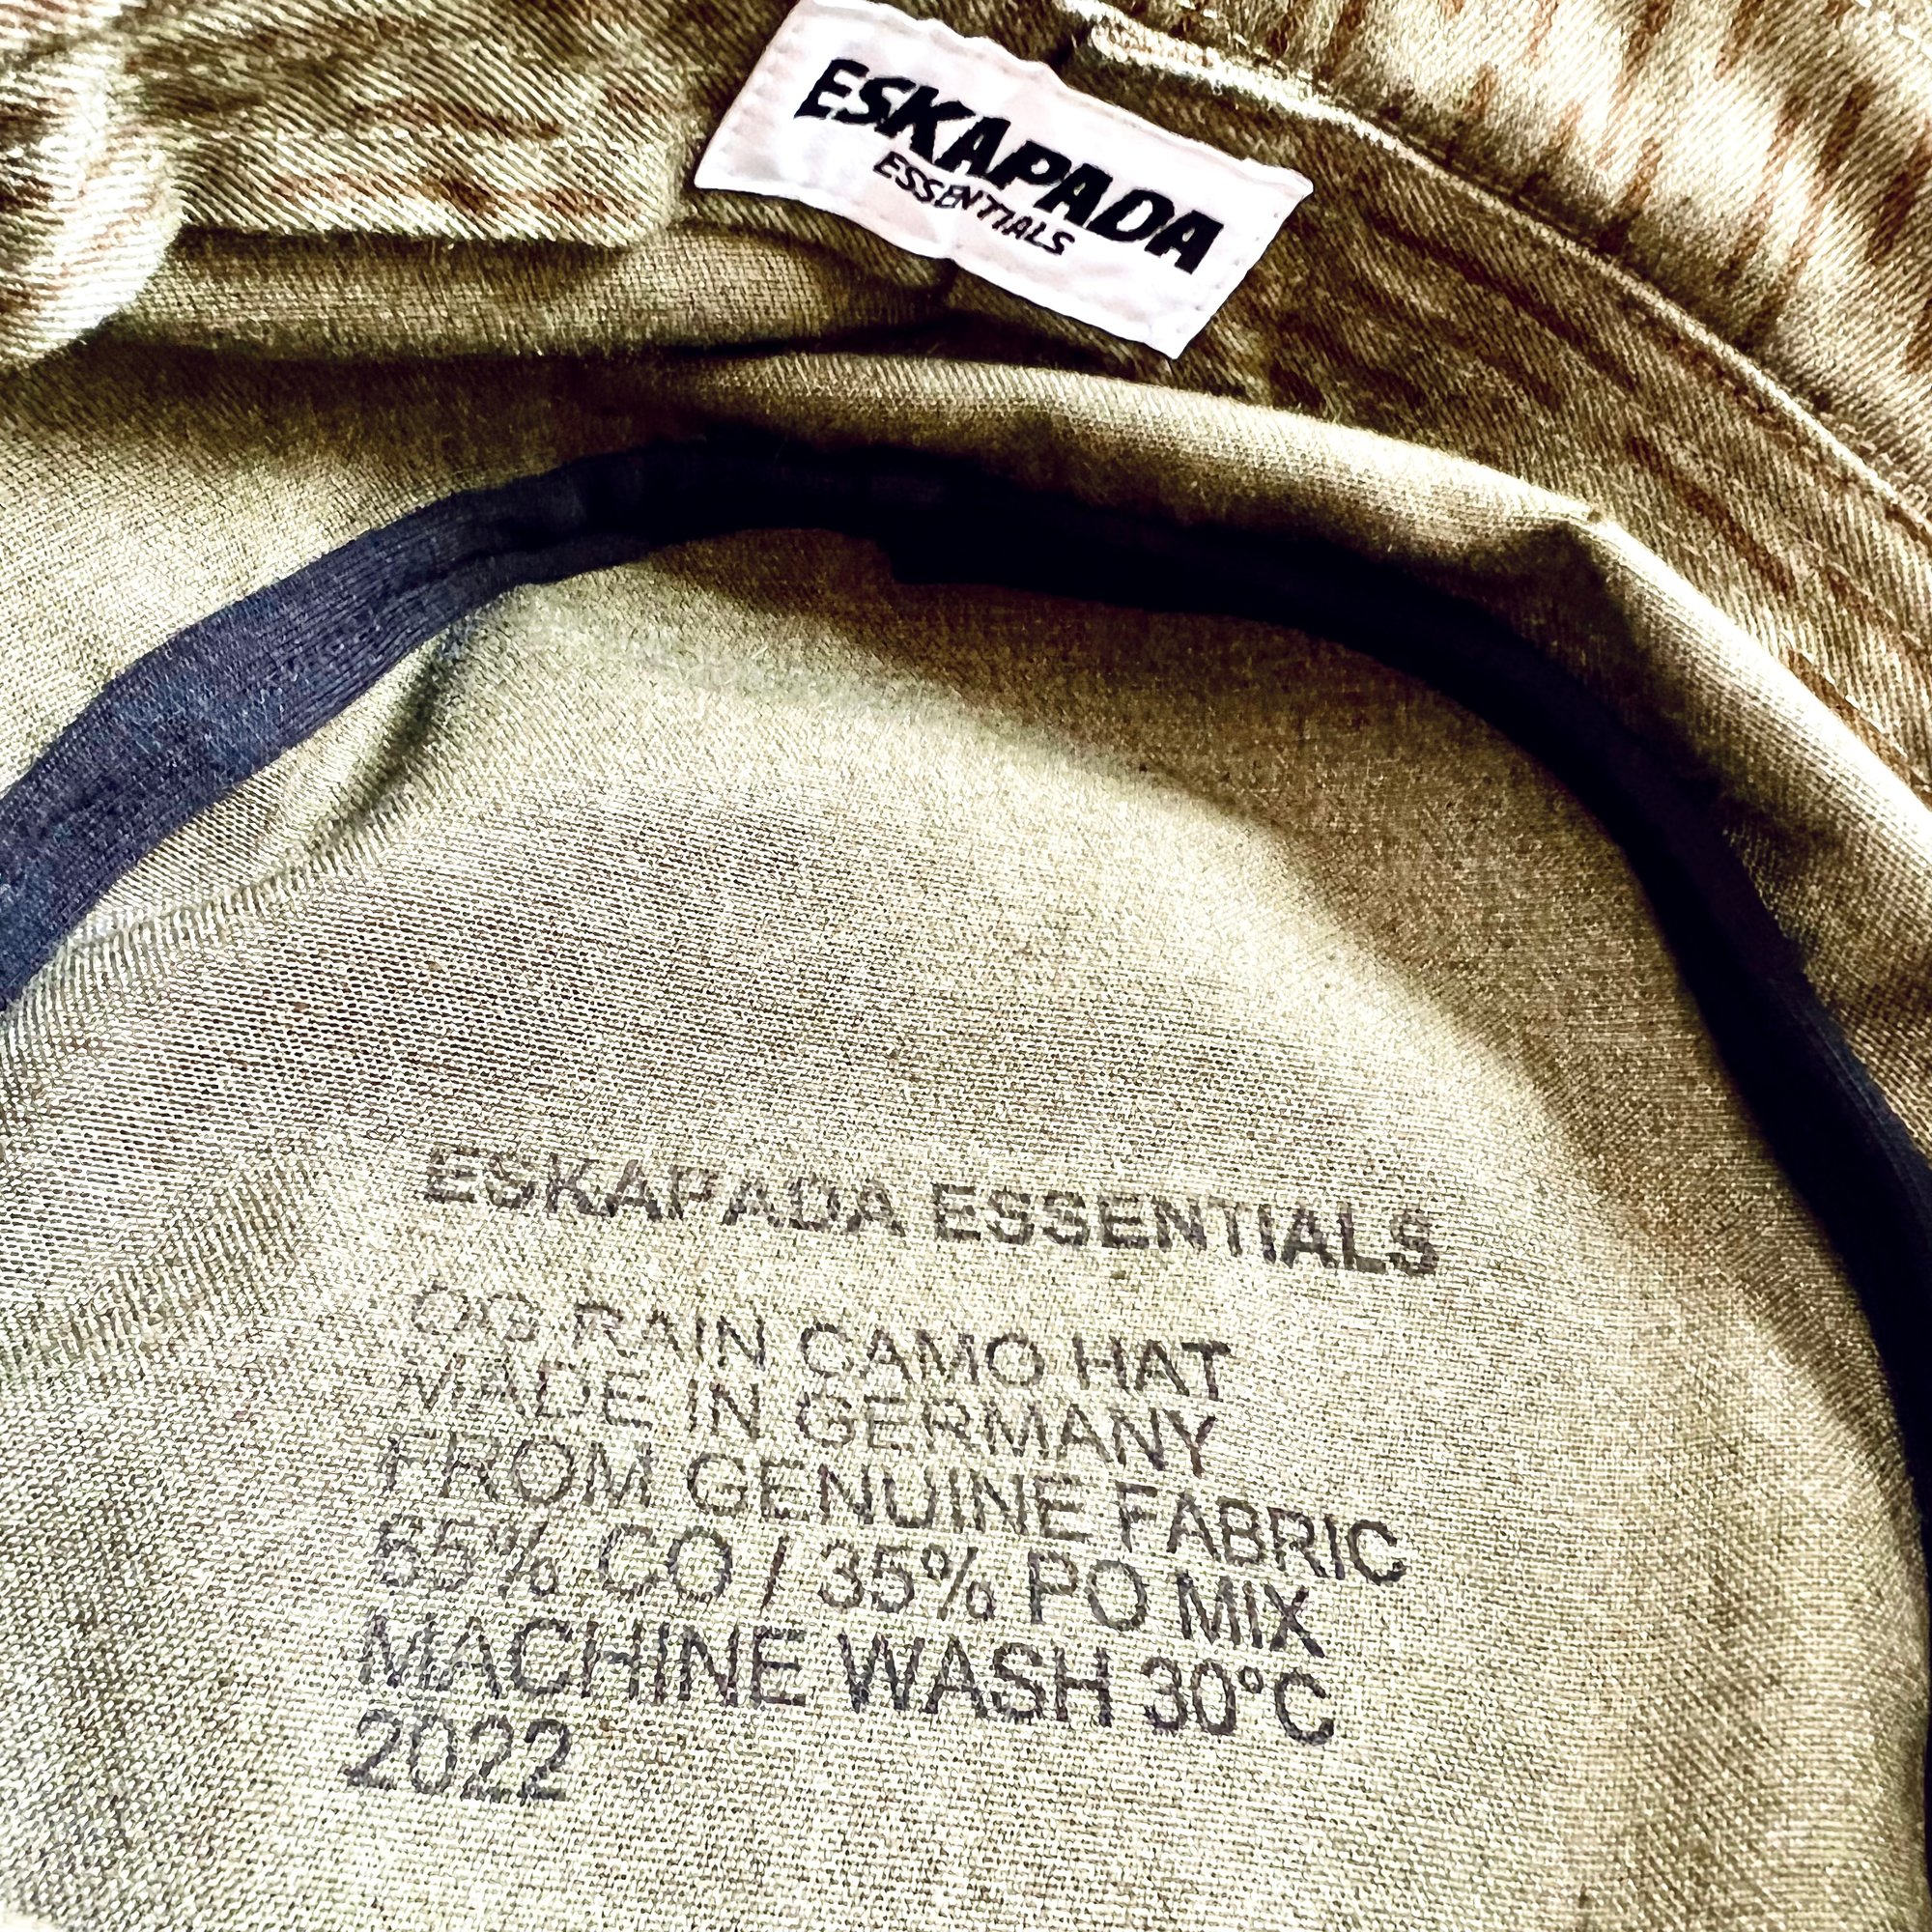 ESKAPADA
ESSENTIALS
ESKAPADA ESSENTIALS
OG RAIN CAMO HAT
MADE IN GERMANY
FROM GENUINE FABRIC
65% CO / 35% PO MIX
MACHINE WASH 30°C
2022